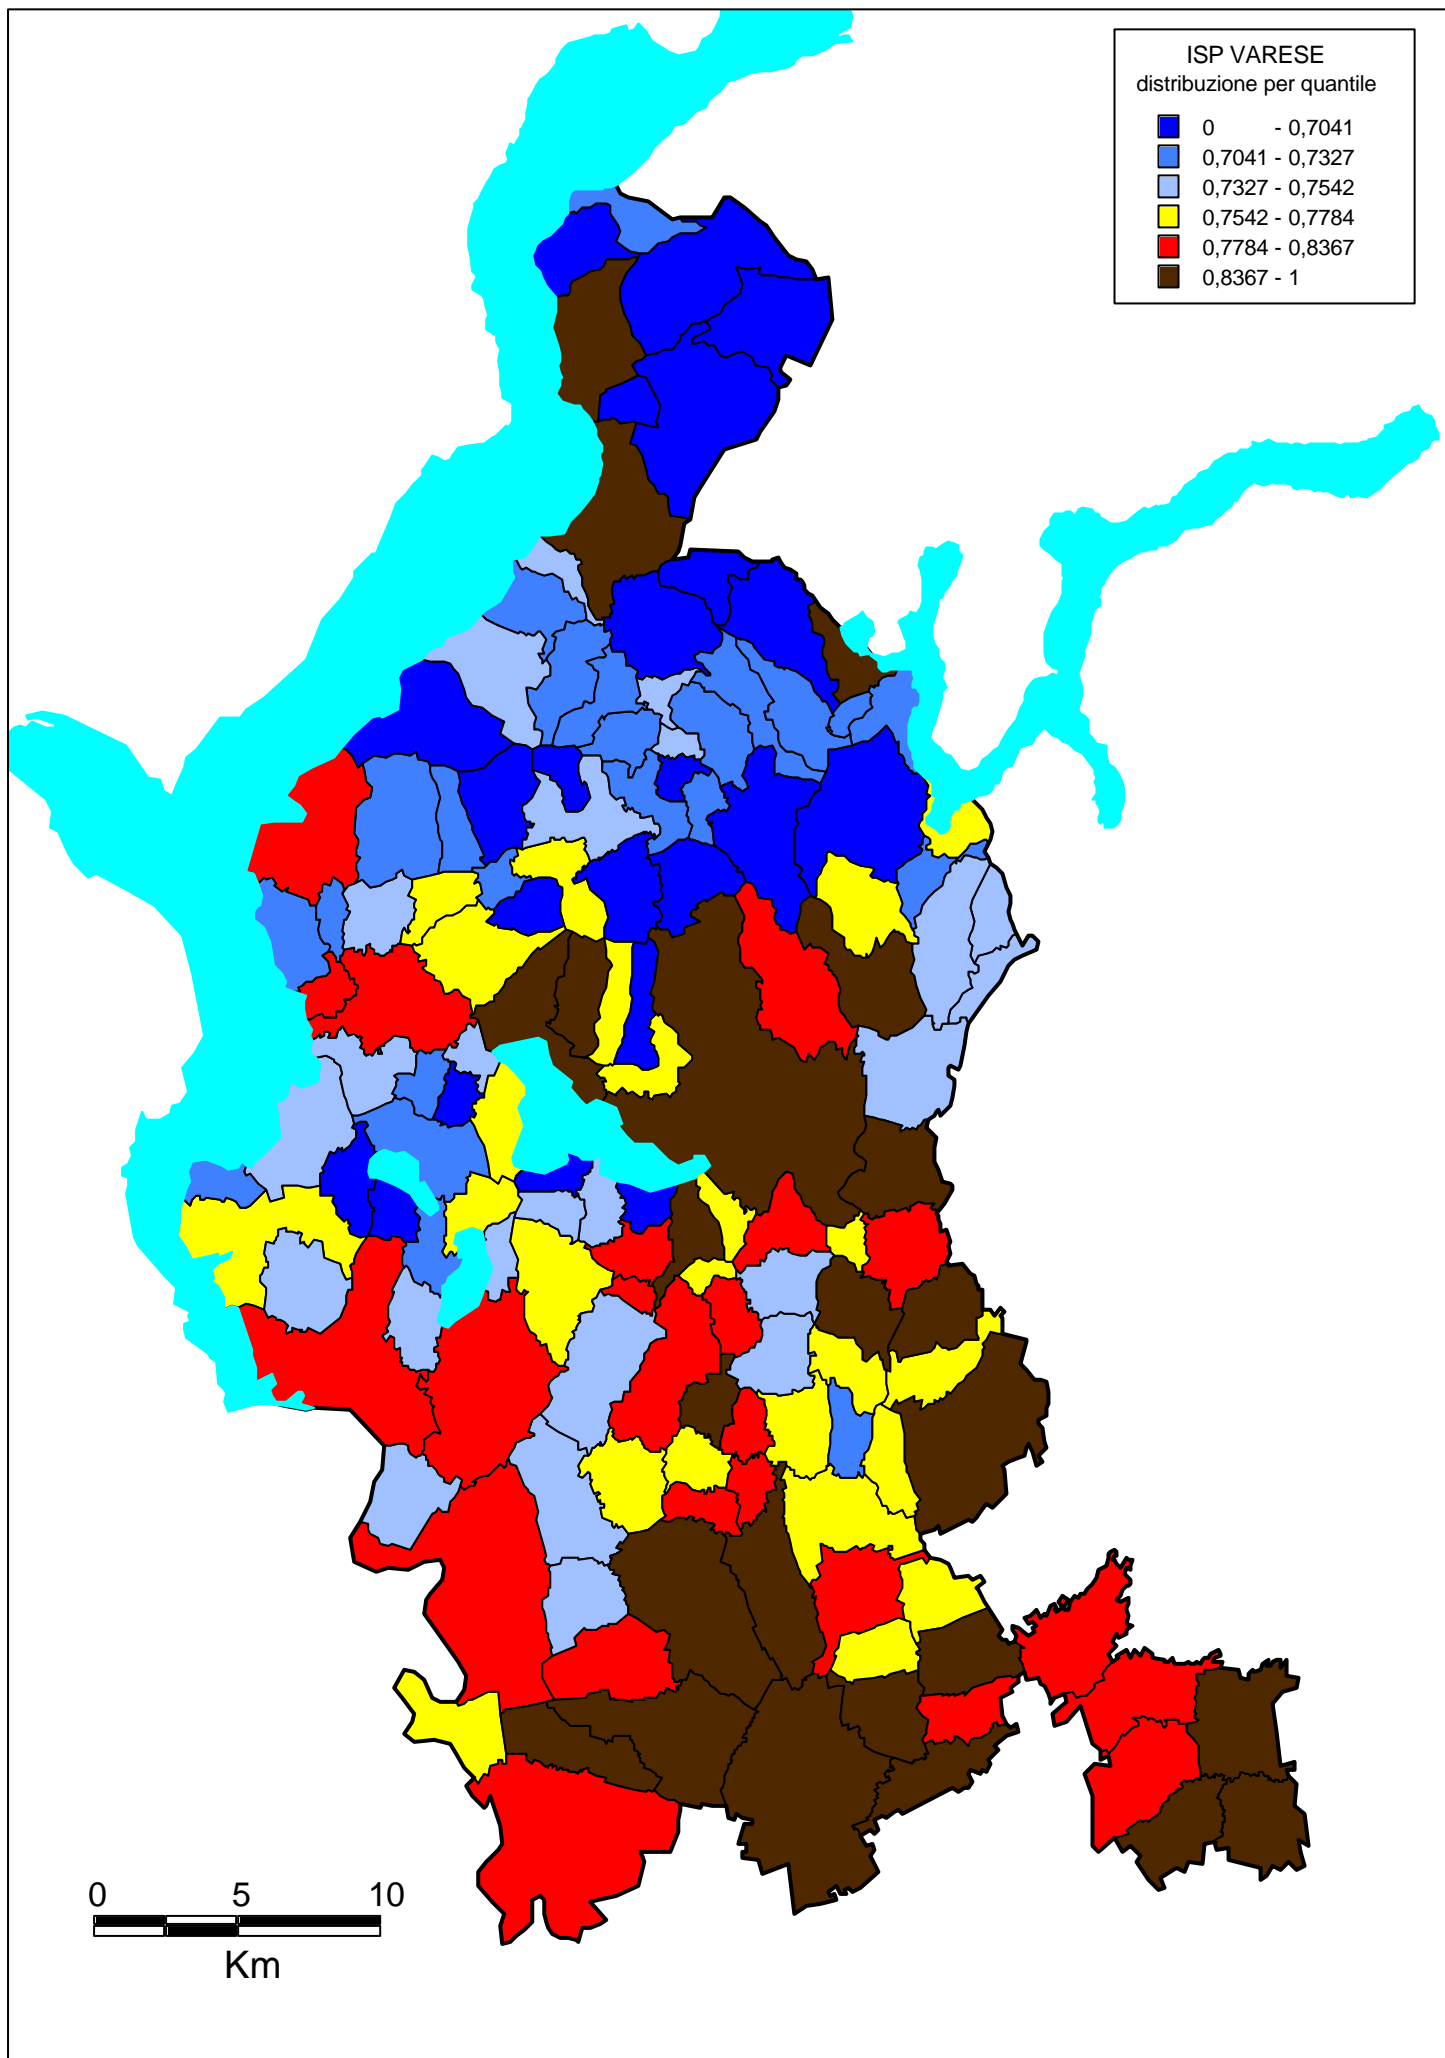 ISP VARESE
distribuzione per quantile
0 - 0,7041
0,7041 - 0,7327
0,7327 - 0,7542
0,7542 - 0,7784
0,7784 - 0,8367
0,8367 - 1
0 5 10
Km